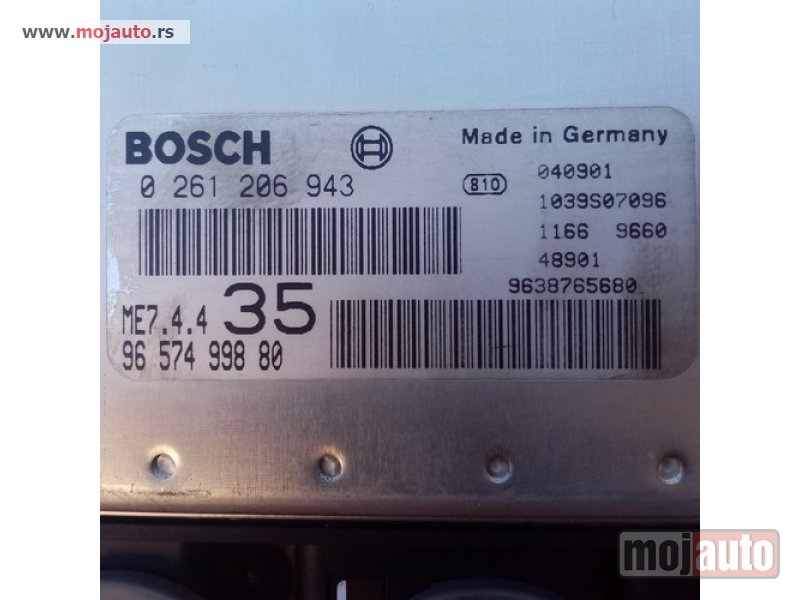 www.mojauto.rs
BOSCH
Made in Germany
0 261 206 943
810
040901
1039S07096
1166 9660
48901
9638765680
ME7.4.4 35
96 574 998 80
mojauto